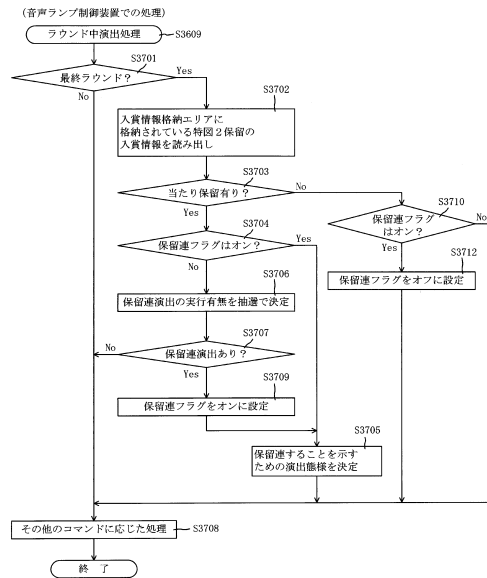 (音声ランプ制御装置での処理)
ラウンド中演出処理
S3609
S3701
最終ラウンド?
Yes
No
S3702
入賞情報格納エリアに
格納されている特図2保留の
入賞情報を読み出し
S3703
当たり保留有り?
No
Yes
S3710
保留連フラグ
はオン?
No
Yes
S3704
保留連フラグはオン?
Yes
No
S3712
保留連フラグをオフに設定
S3706
保留連演出の実行有無を抽選で決定
S3707
No
保留連演出あり?
Yes
S3709
保留連フラグをオンに設定
S3705
保留連することを示す
ための演出態様を決定
その他のコマンドに応じた処理
S3708
終 了